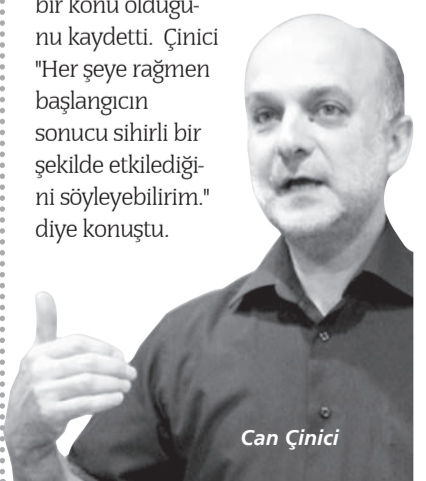 bir konu olduğu-
nu kaydetti. Çinici
"Her şeye rağmen
başlangıcın
sonucu sihirli bir
şekilde etkilediği-
ni söyleyebilirim."
diye konuştu.
Can Çinici